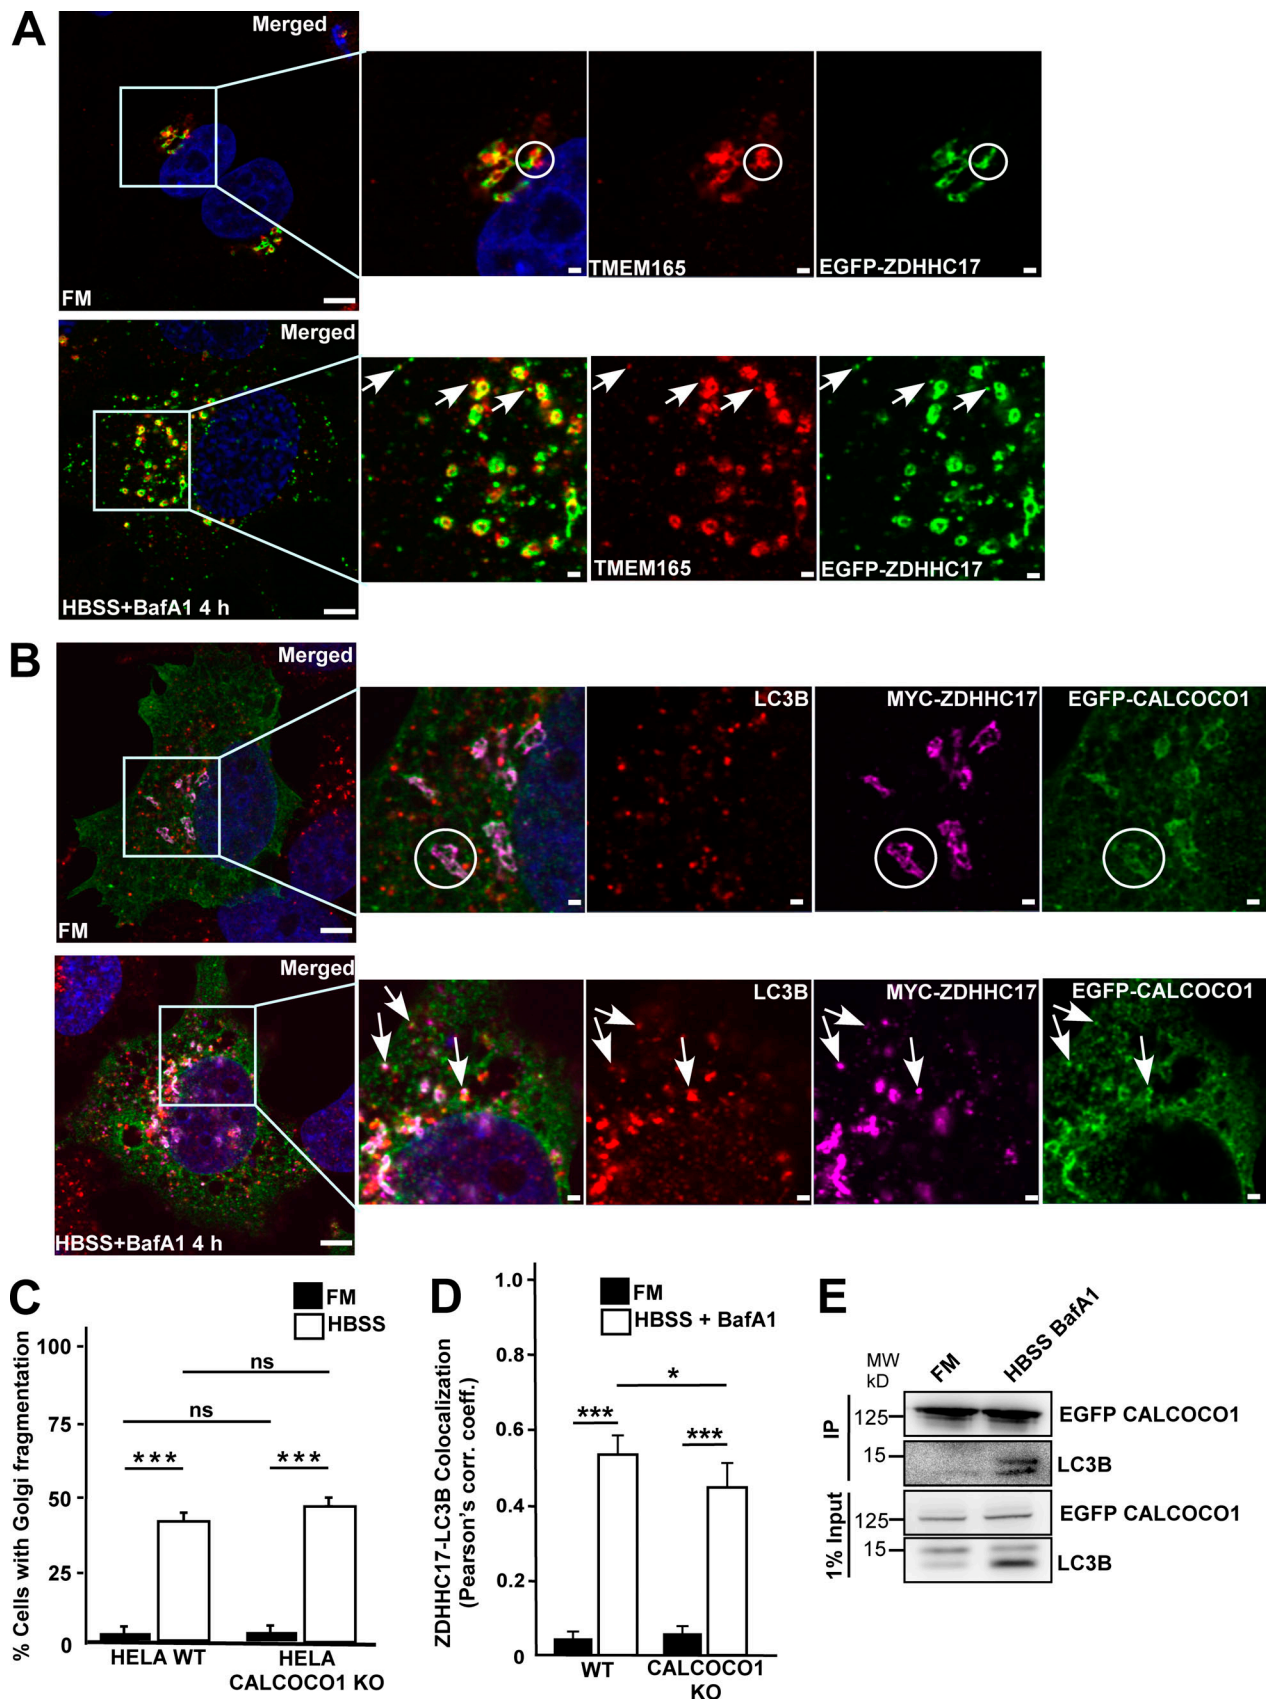 A
Merged
TMEM165
EGFP-ZDHHC17
FM
Merged
TMEM165
EGFP-ZDHHC17
HBSS+BafA1 4 h
B
Merged
LC3B
MYC-ZDHHC17
EGFP-CALCOCO1
FM
Merged
LC3B
MYC-ZDHHC17
EGFP-CALCOCO1
HBSS+BafA1 4 h
C
FM
HBSS
% Cells with Golgi fragmentation
100
75
50
25
0
ns
ns
***
***
HELA WT
HELA
CALCOCO1 KO
D
FM
HBSS + BafA1
ZDHHC17-LC3B Colocalization
(Pearson's corr. coeff.)
1.0
0.8
0.6
0.4
0.2
0
*
***
***
WT
CALCOCO1
KO
E
MW
kD
FM
HBSS BafA1
IP
125
EGFP CALCOCO1
15
LC3B
1% Input
125
EGFP CALCOCO1
15
LC3B